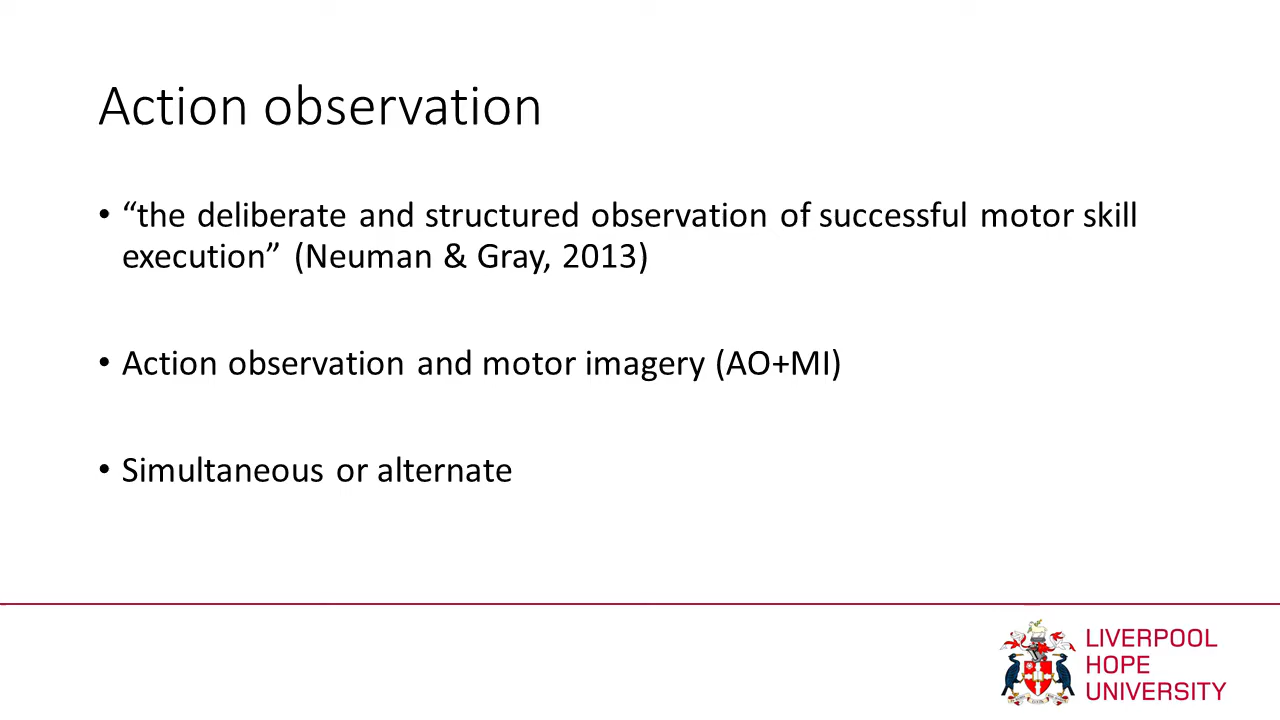 Action observation
• “the deliberate and structured observation of successful motor skill
execution” (Neuman & Gray, 2013)
• Action observation and motor imagery (AO+MI)
• Simultaneous or alternate
LIVERPOOL
HOPE
UNIVERSITY